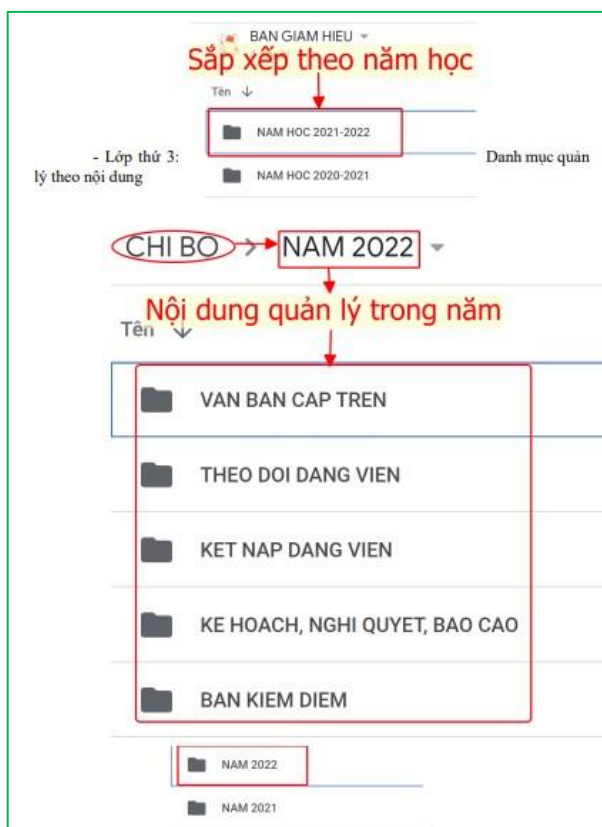 BAN GIAM HIEU
Sắp xếp theo năm học
Tên
NAM HOC 2021-2022
- Lớp thứ 3: Danh mục quản
lý theo nội dung
NAM HOC 2020-2021
CHI BO > NAM 2022
Nội dung quản lý trong năm
Tên
VAN BAN CAP TREN
THEO DOI DANG VIEN
KET NAP DANG VIEN
KE HOACH, NGHI QUYET, BAO CAO
BAN KIEM DIEM
NAM 2022
NAM 2021